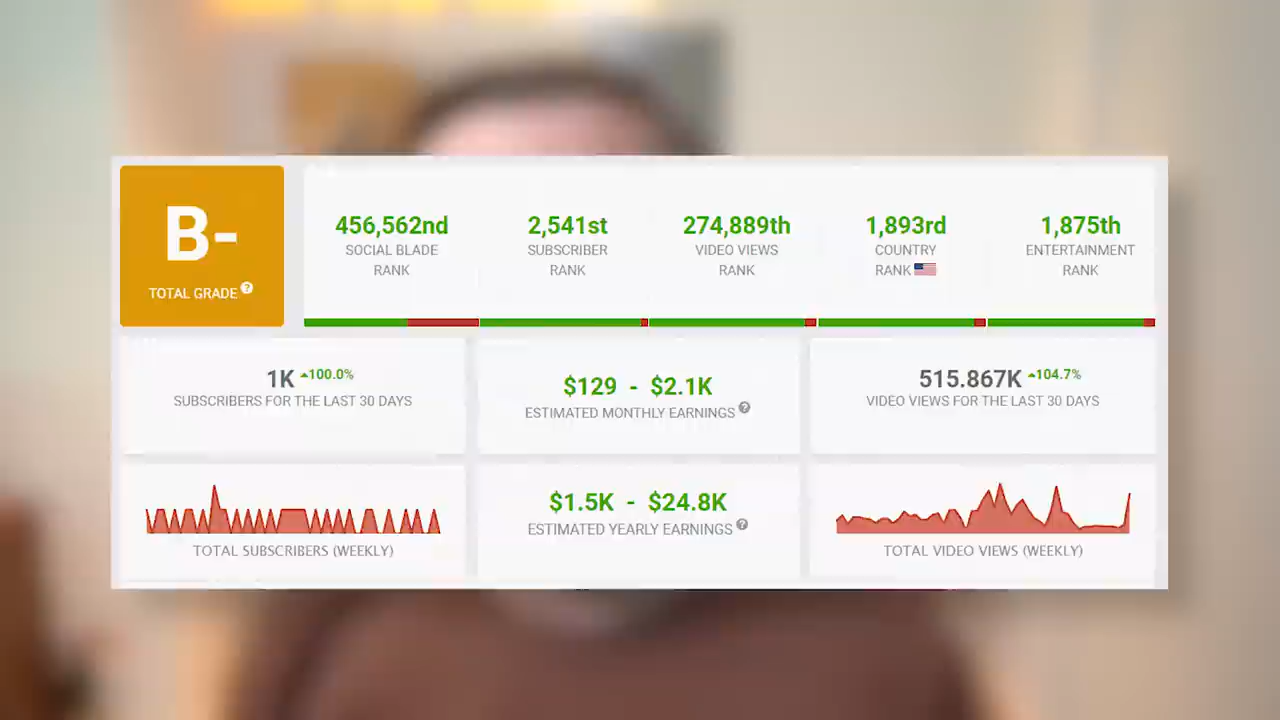 B-
TOTAL GRADE ?
456,562nd
SOCIAL BLADE
RANK
2,541st
SUBSCRIBER
RANK
274,889th
VIDEO VIEWS
RANK
1,893rd
COUNTRY
RANK
1,875th
ENTERTAINMENT
RANK
1K 100.0%
SUBSCRIBERS FOR THE LAST 30 DAYS
$129 - $2.1K
ESTIMATED MONTHLY EARNINGS ?
515.867K 104.7%
VIDEO VIEWS FOR THE LAST 30 DAYS
TOTAL SUBSCRIBERS (WEEKLY)
$1.5K - $24.8K
ESTIMATED YEARLY EARNINGS ?
TOTAL VIDEO VIEWS (WEEKLY)